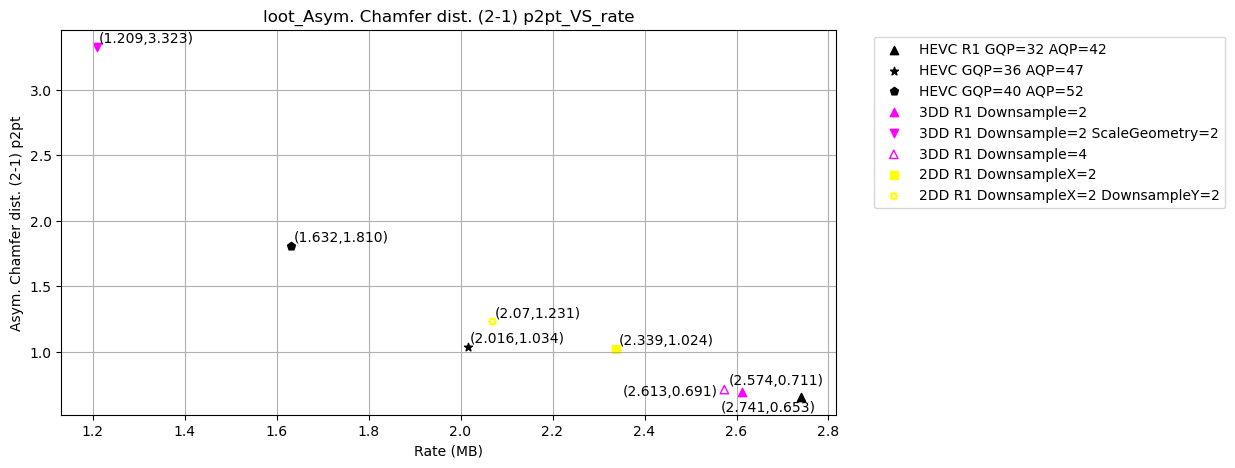 loot_Asym. Chamfer dist. (2-1) p2pt_VS_rate
Asym. Chamfer dist. (2-1) p2pt
3.0
2.5
2.0
1.5
1.0
(1.209,3.323)
(1.632,1.810)
(2.07,1.231)
(2.016,1.034)
(2.339,1.024)
(2.574,0.711)
(2.613,0.691)
(2.741,0.653)
1.2
1.4
1.6
1.8
2.0
2.2
2.4
2.6
2.8
Rate (MB)
HEVC R1 GQP=32 AQP=42
HEVC GQP=36 AQP=47
HEVC GQP=40 AQP=52
3DD R1 Downsample=2
3DD R1 Downsample=2 ScaleGeometry=2
3DD R1 Downsample=4
2DD R1 DownsampleX=2
2DD R1 DownsampleX=2 DownsampleY=2